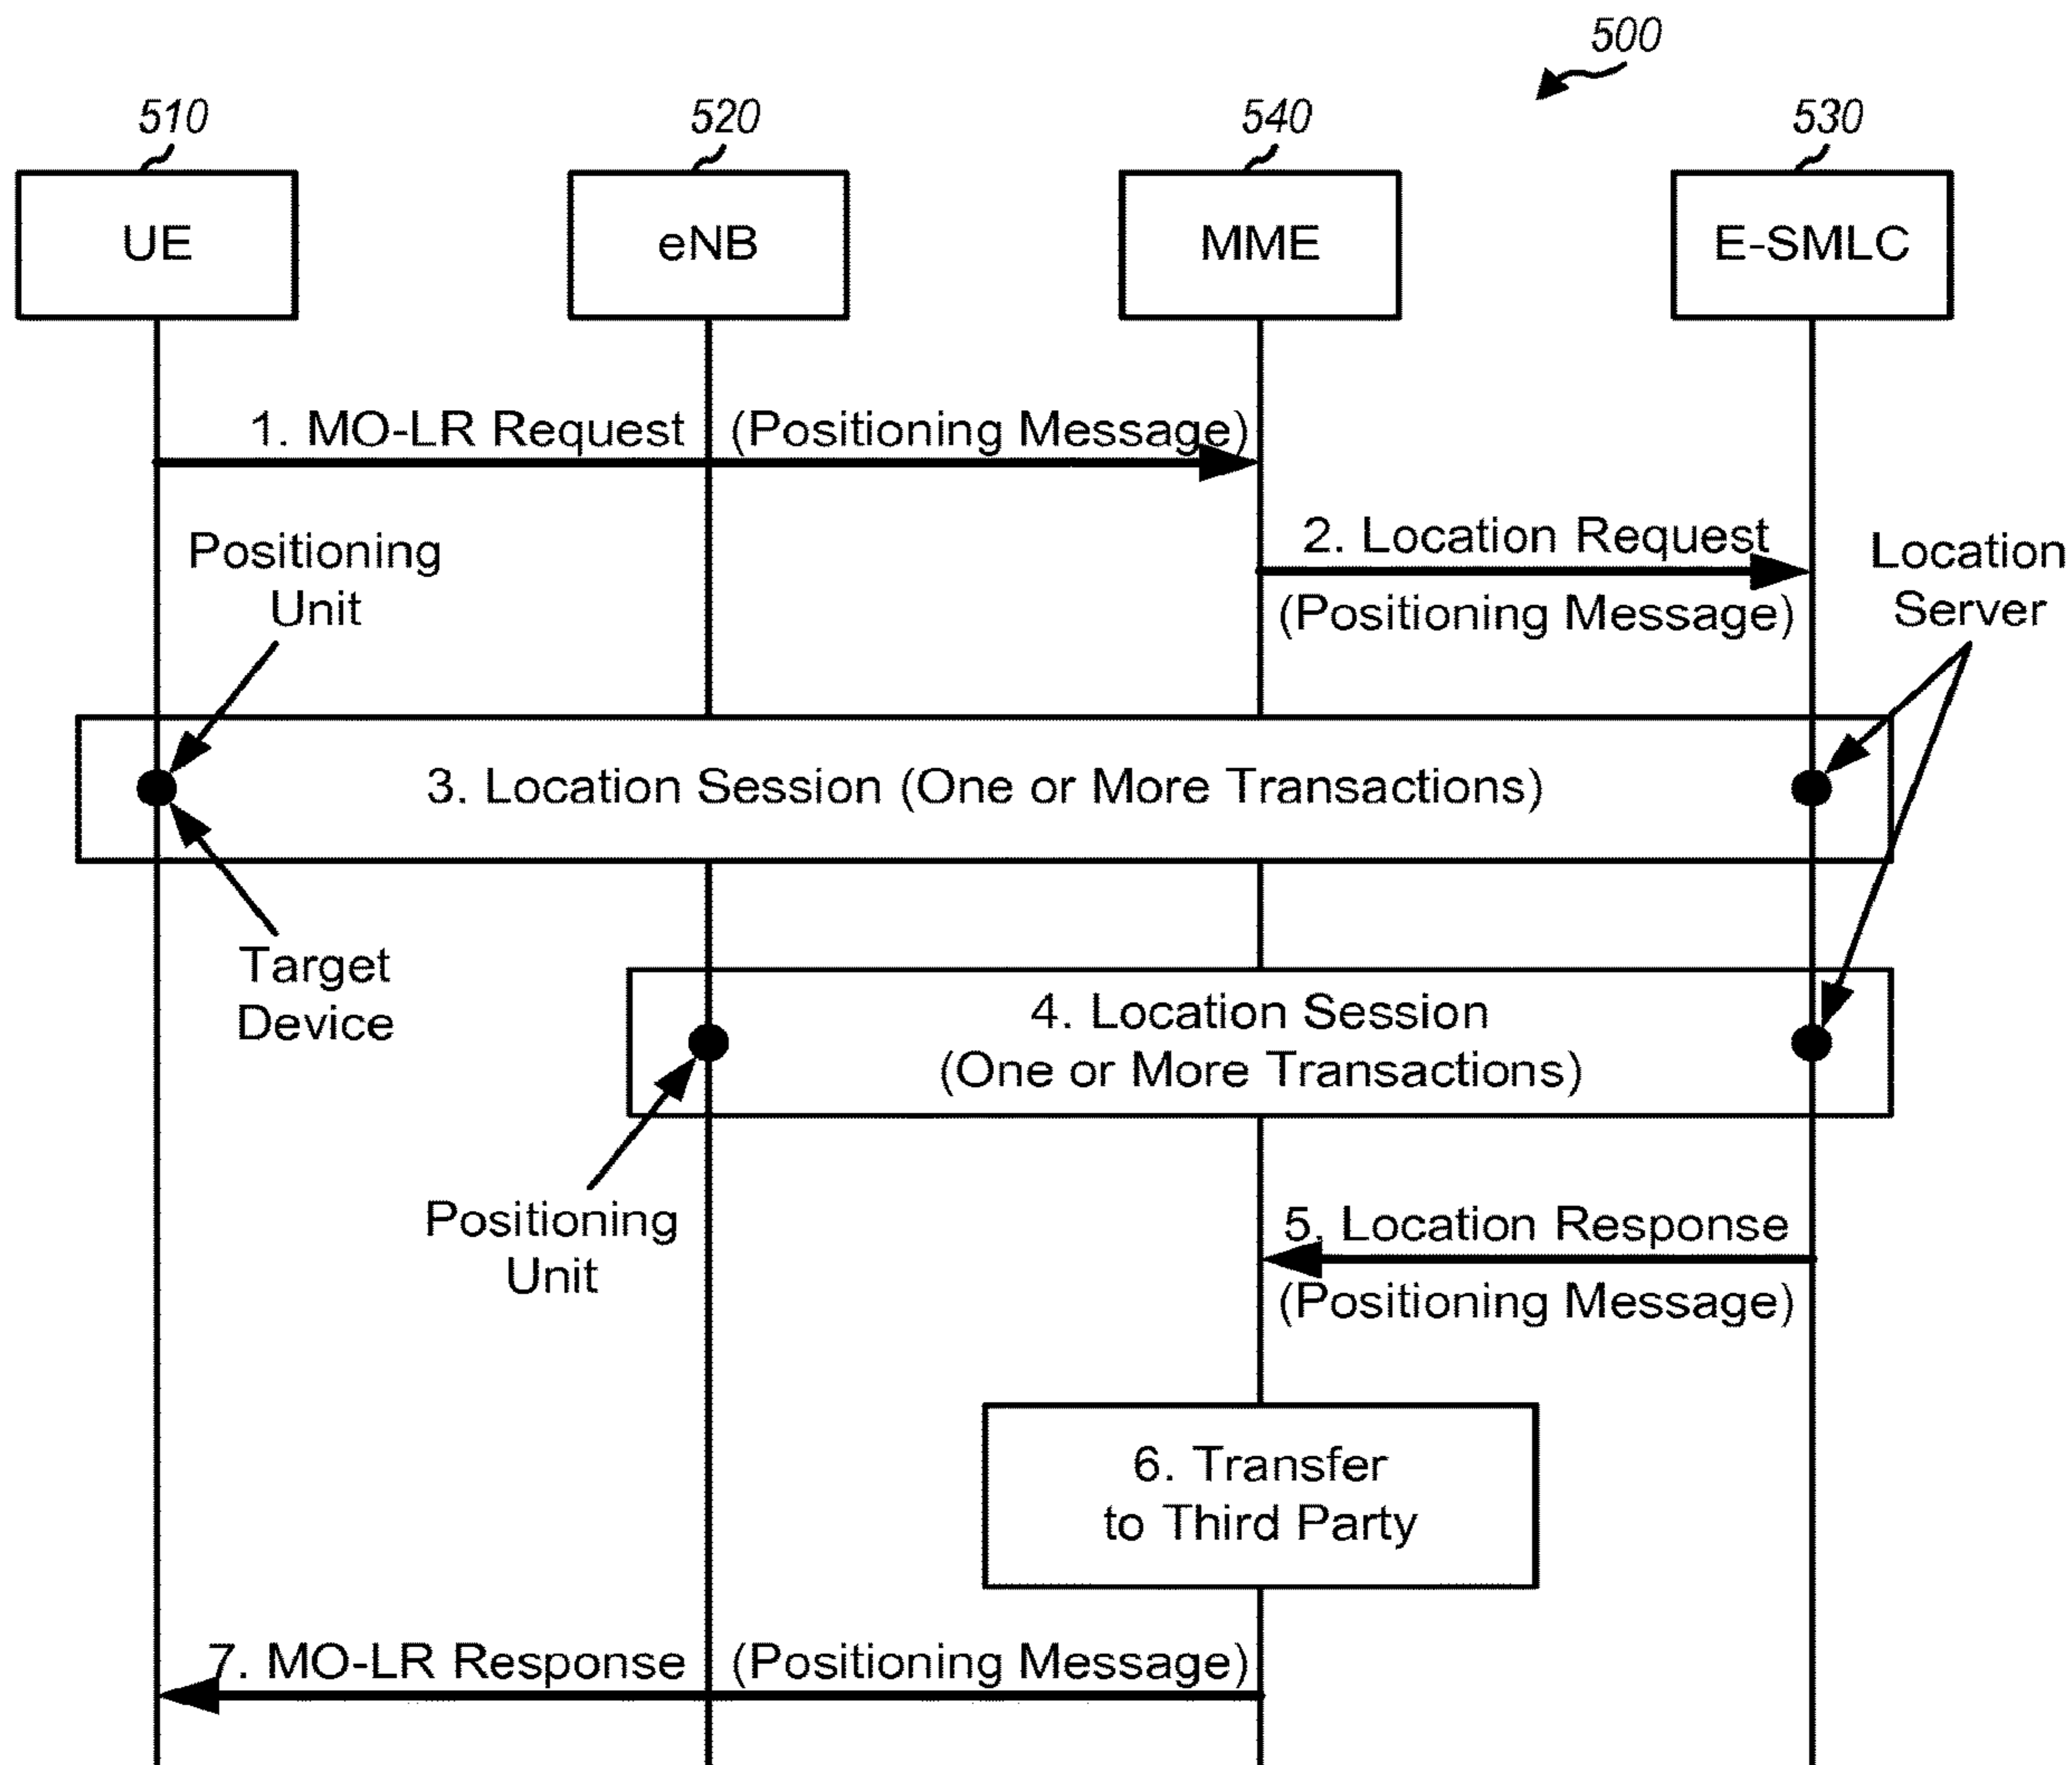 500
510
520
540
530
UE
eNB
MME
E-SMLC
1. MO-LR Request (Positioning Message)
2. Location Request
(Positioning Message)
Positioning
Unit
Location
Server
3. Location Session (One or More Transactions)
Target
Device
4. Location Session
(One or More Transactions)
Positioning
Unit
5. Location Response
(Positioning Message)
6. Transfer
to Third Party
7. MO-LR Response (Positioning Message)